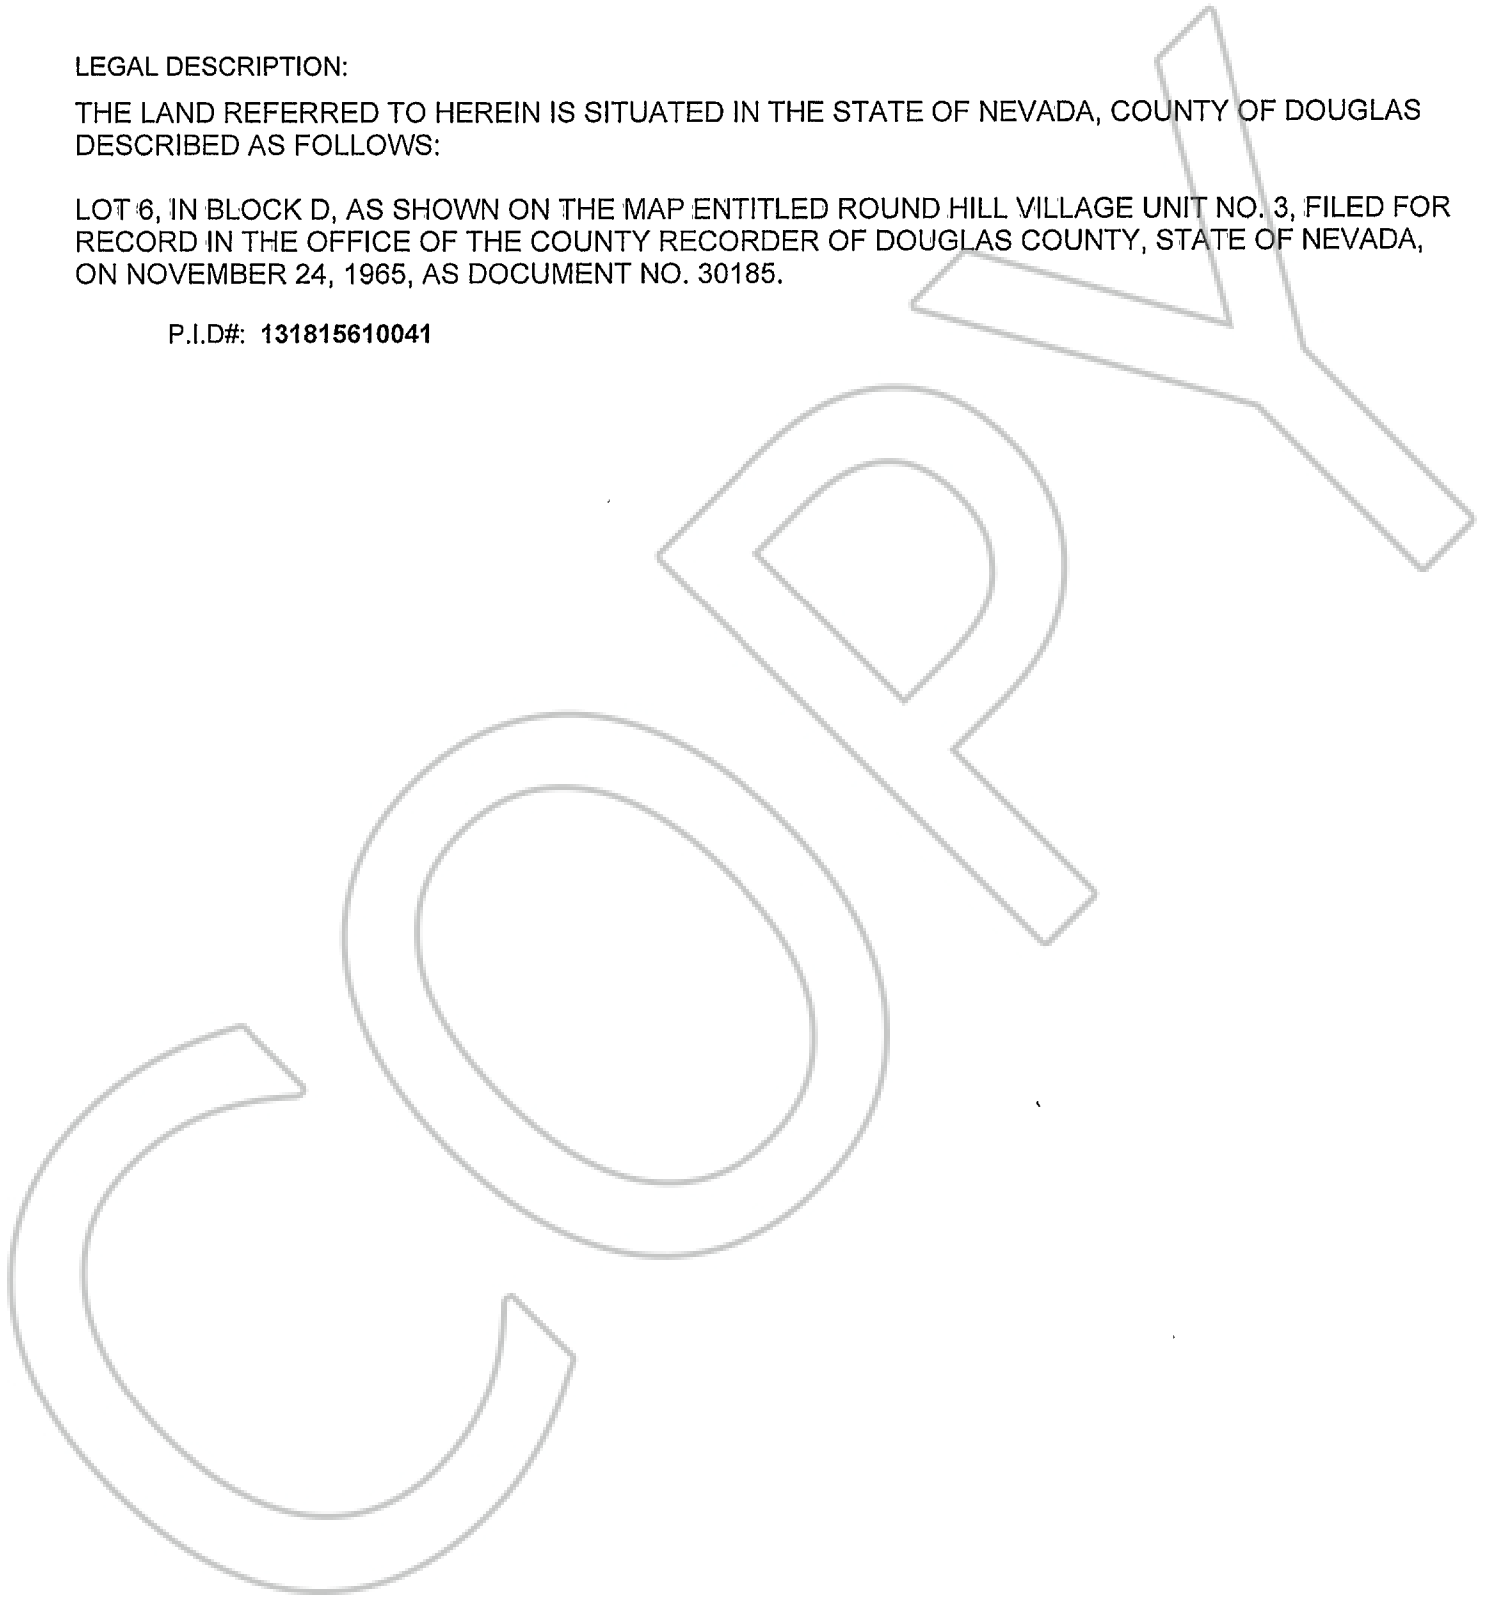 LEGAL DESCRIPTION:
THE LAND REFERRED TO HEREIN IS SITUATED IN THE STATE OF NEVADA, COUNTY OF DOUGLAS
DESCRIBED AS FOLLOWS:
LOT 6, IN BLOCK D, AS SHOWN ON THE MAP ENTITLED ROUND HILL VILLAGE UNIT NO. 3, FILED FOR
RECORD IN THE OFFICE OF THE COUNTY RECORDER OF DOUGLAS COUNTY, STATE OF NEVADA,
ON NOVEMBER 24, 1965, AS DOCUMENT NO. 30185.
P.I.D#: 131815610041
COPY